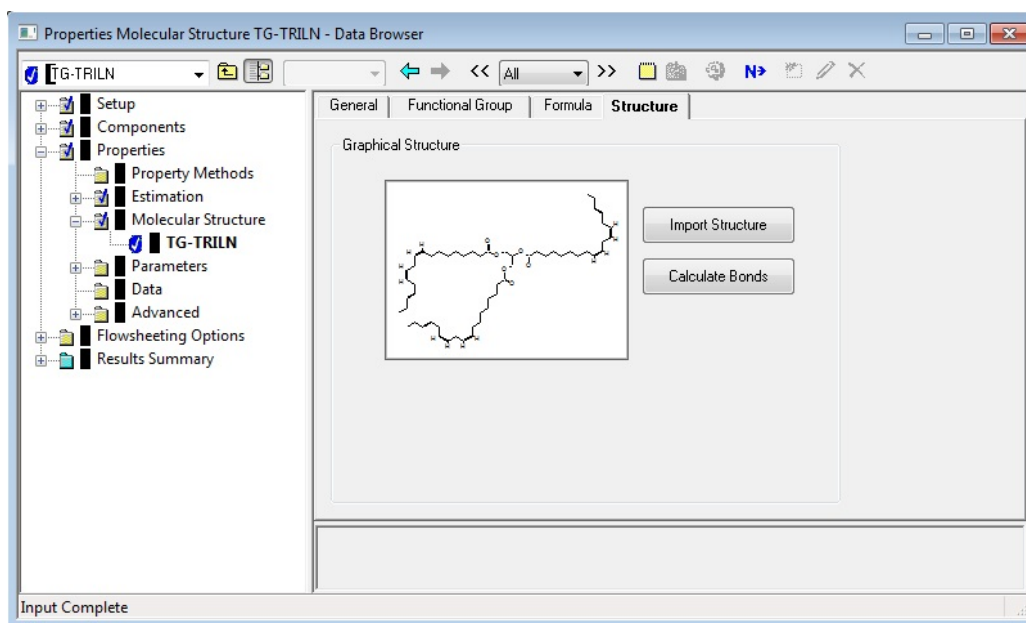 Properties Molecular Structure TG-TRILN - Data Browser
TG-TRILN
<< All >>
N>
Setup
Components
Properties
Property Methods
Estimation
Molecular Structure
TG-TRILN
Parameters
Data
Advanced
Flowsheeting Options
Results Summary
General Functional Group Formula Structure
Graphical Structure
Import Structure
Calculate Bonds
Input Complete